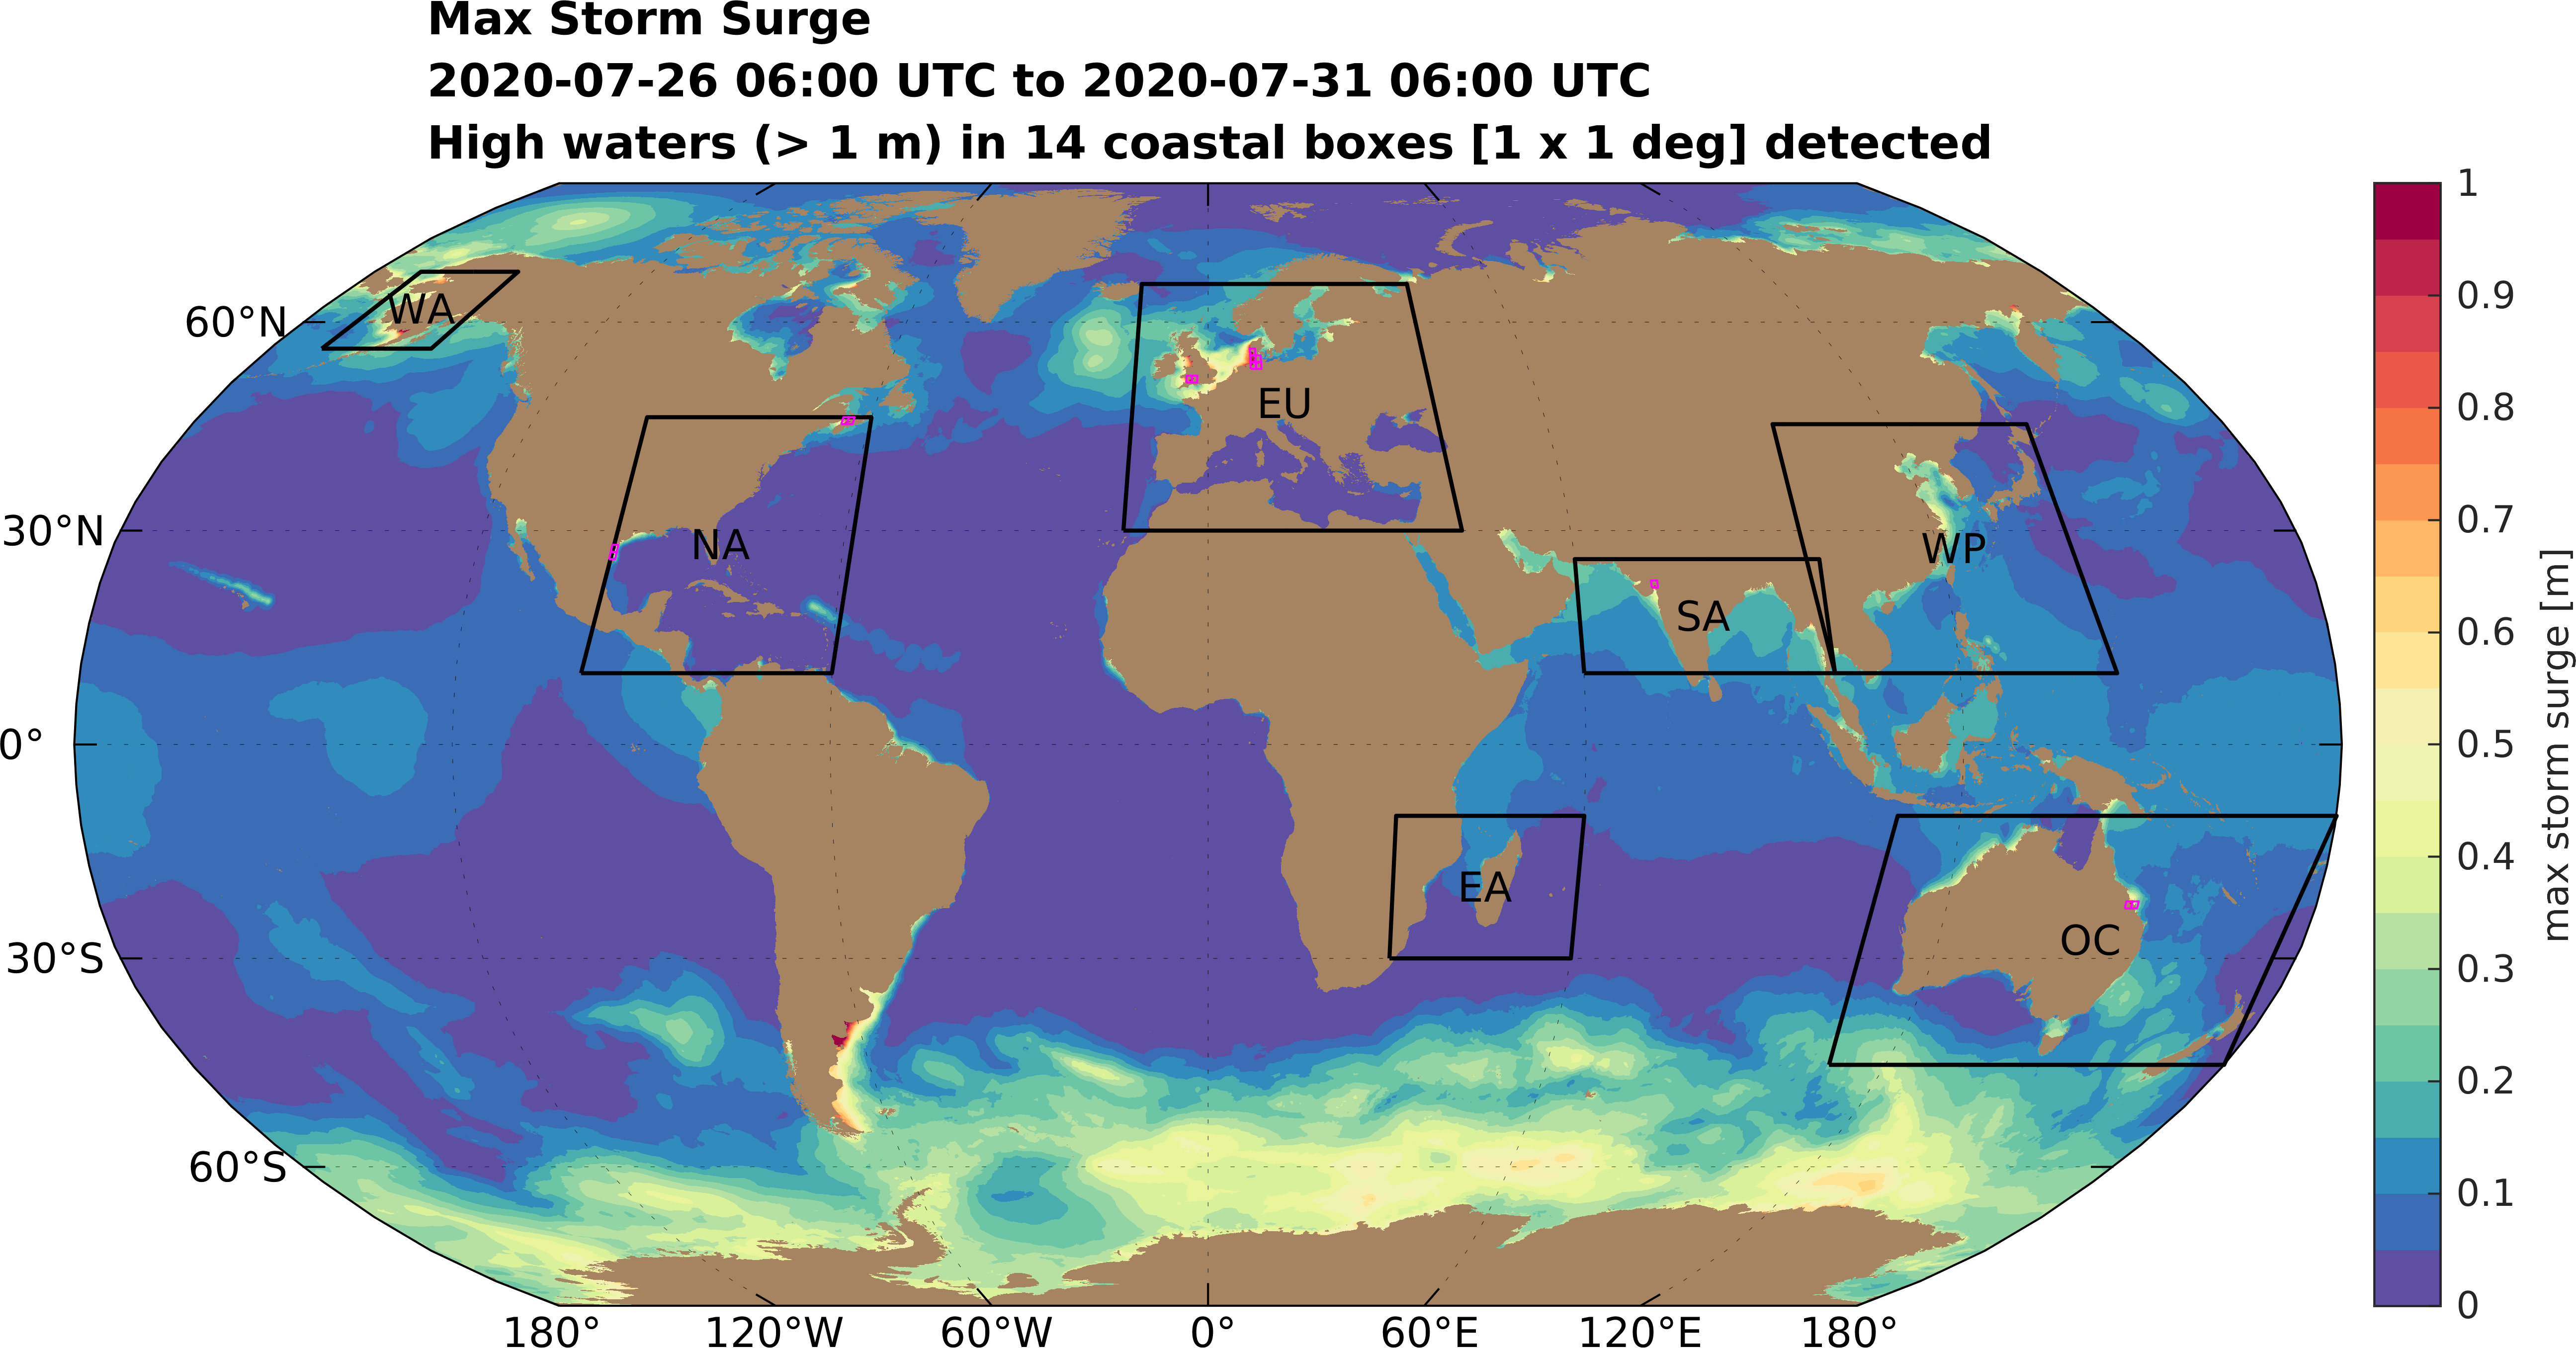 Max Storm Surge
2020-07-26 06:00 UTC to 2020-07-31 06:00 UTC
High waters (> 1 m) in 14 coastal boxes [1 x 1 deg] detected
60°N
30°N
0°
30°S
60°S
180°
120°W
60°W
0°
60°E
120°E
180°
WA
NA
EU
SA
WP
EA
OC
1
0.9
0.8
0.7
0.6
0.5
0.4
0.3
0.2
0.1
0
max storm surge [m]